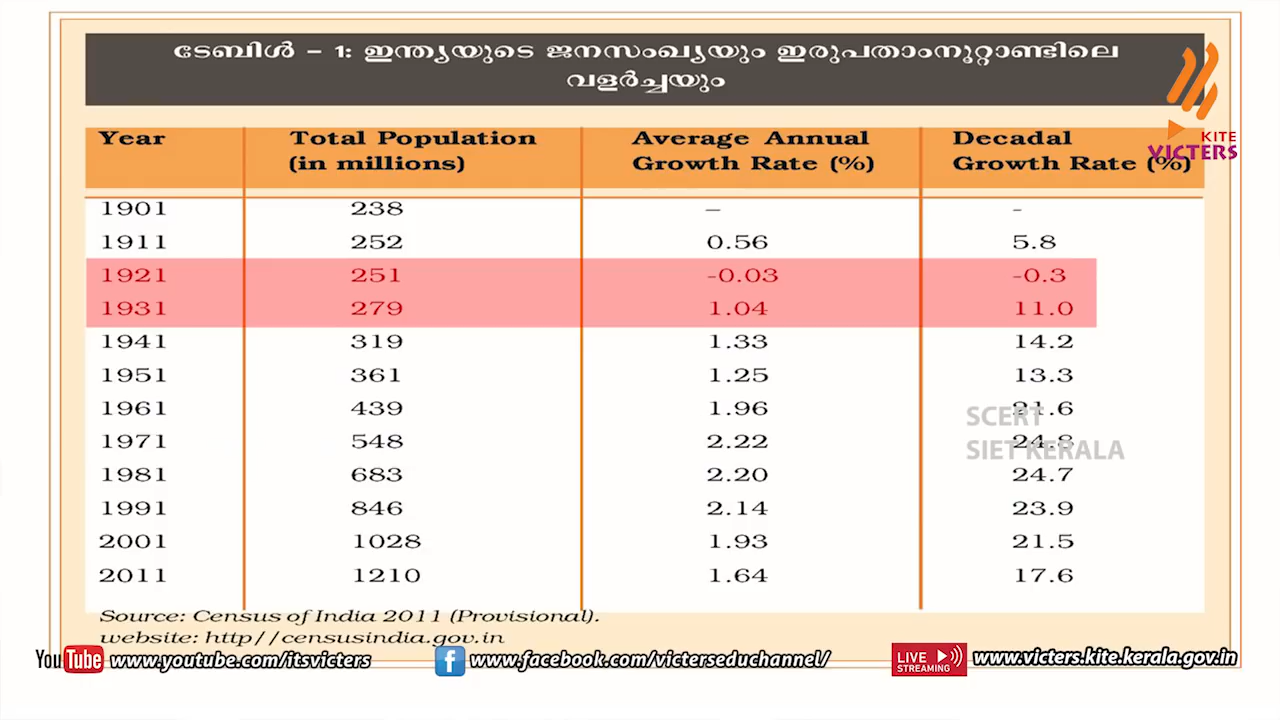 ടേബിൾ – 1: ഇന്ത്യയുടെ ജനസംഖ്യയും ഇരുപതാംനൂറ്റാണ്ടിലെ
വളർച്ചയും
KITE
VICTERS
Year Total Population (in millions) Average Annual Growth Rate (%) Decadal Growth Rate (%)
1901 238 – -
1911 252 0.56 5.8
1921 251 -0.03 -0.3
1931 279 1.04 11.0
1941 319 1.33 14.2
1951 361 1.25 13.3
1961 439 1.96 21.6
1971 548 2.22 24.8
1981 683 2.20 24.7
1991 846 2.14 23.9
2001 1028 1.93 21.5
2011 1210 1.64 17.6
SCERT
SIET KERALA
Source: Census of India 2011 (Provisional).
website: http//censusindia.gov.in
YouTube www.youtube.com/itsvicters f www.facebook.com/victerseduchannel/ LIVE STREAMING www.victers.kite.kerala.gov.in